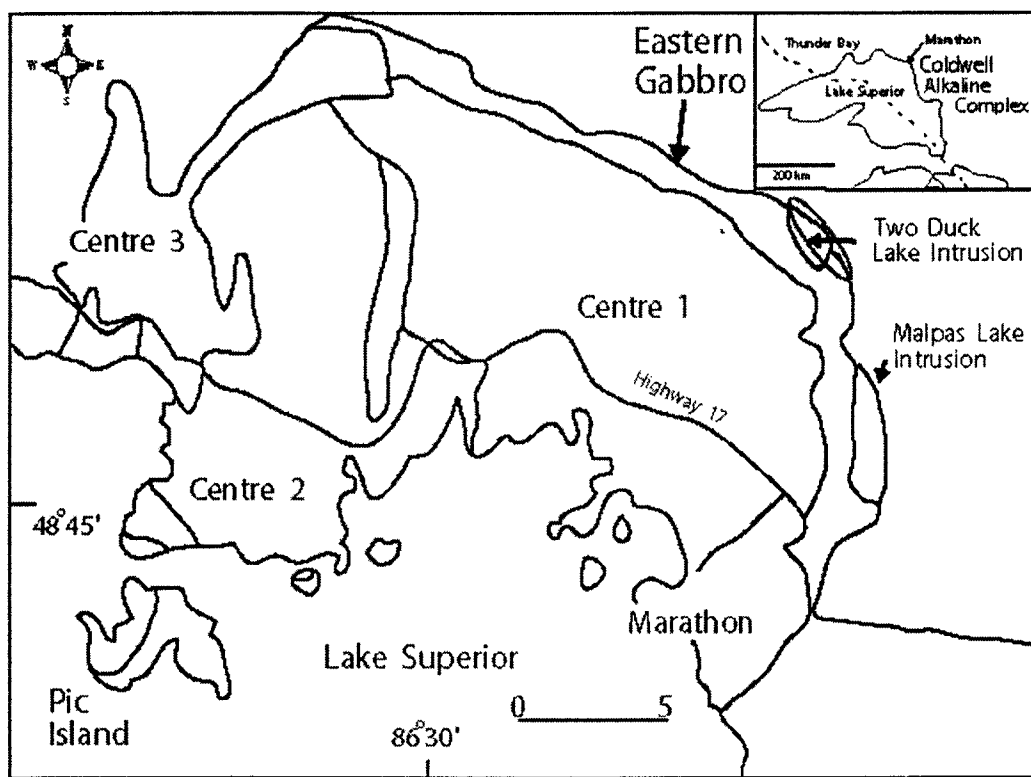 N
W E
S
Eastern
Gabbro
Thunder Bay
Marathon
Coldwell
Alkaline
Complex
Lake Superior
200 km
Two Duck
Lake Intrusion
Centre 3
Centre 1
Malpas Lake
Intrusion
Highway 17
Centre 2
48°45'
Marathon
Lake Superior
0 5
Pic
Island
86°30'